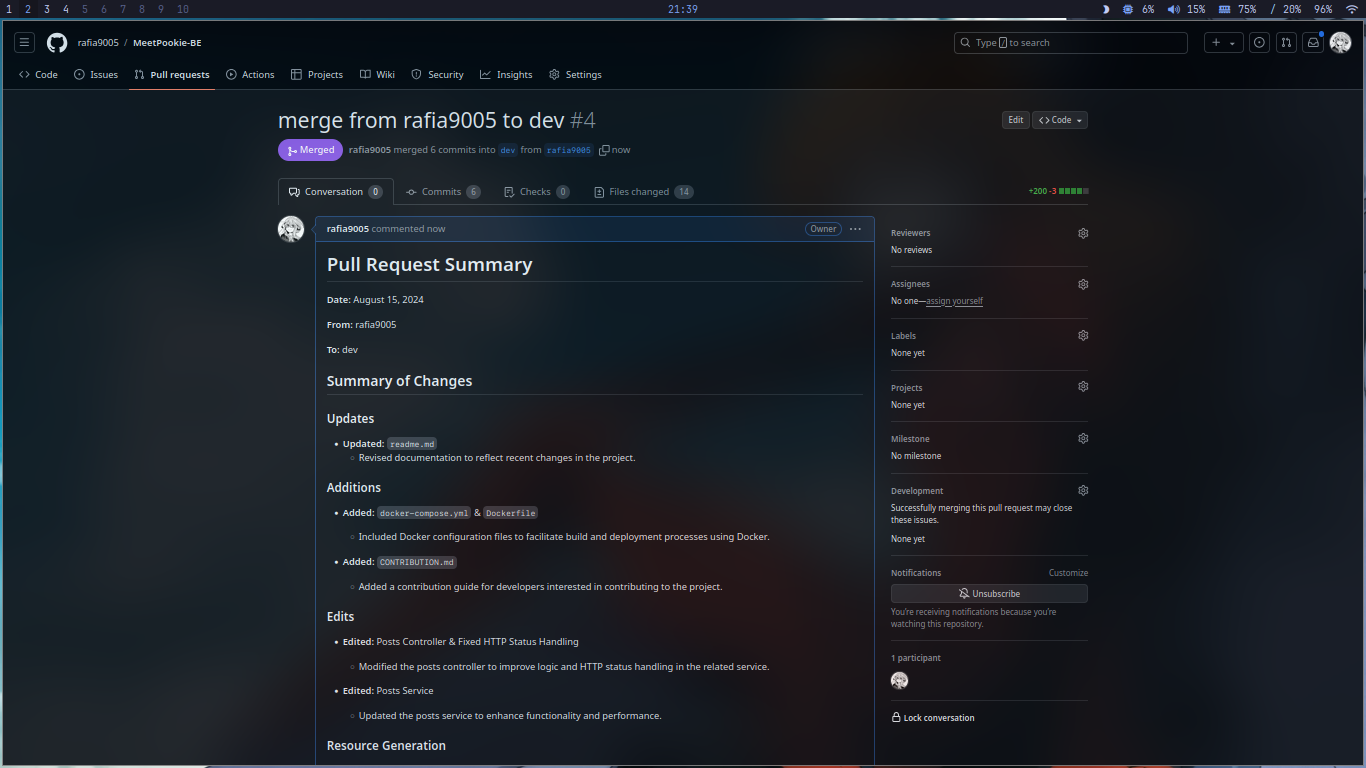 1 2 3 4 5 6 7 8 9 10 21:39 6% 15% 75% / 20% 96%
rafia9005 / MeetPookie-BE Type / to search
Code Issues Pull requests Actions Projects Wiki Security Insights Settings
merge from rafia9005 to dev #4 Edit Code
Merged rafia9005 merged 6 commits into dev from rafia9005 now
Conversation 0 Commits 6 Checks 0 Files changed 14 +200 -3
rafia9005 commented now Owner ...
Pull Request Summary
Date: August 15, 2024
From: rafia9005
To: dev
Summary of Changes
Updates
• Updated: readme.md
◦ Revised documentation to reflect recent changes in the project.
Additions
• Added: docker-compose.yml & Dockerfile
◦ Included Docker configuration files to facilitate build and deployment processes using Docker.
• Added: CONTRIBUTION.md
◦ Added a contribution guide for developers interested in contributing to the project.
Edits
• Edited: Posts Controller & Fixed HTTP Status Handling
◦ Modified the posts controller to improve logic and HTTP status handling in the related service.
• Edited: Posts Service
◦ Updated the posts service to enhance functionality and performance.
Resource Generation
Reviewers
No reviews
Assignees
No one—assign yourself
Labels
None yet
Projects
None yet
Milestone
No milestone
Development
Successfully merging this pull request may close
these issues.
None yet
Notifications Customize
Unsubscribe
You're receiving notifications because you're
watching this repository.
1 participant
Lock conversation